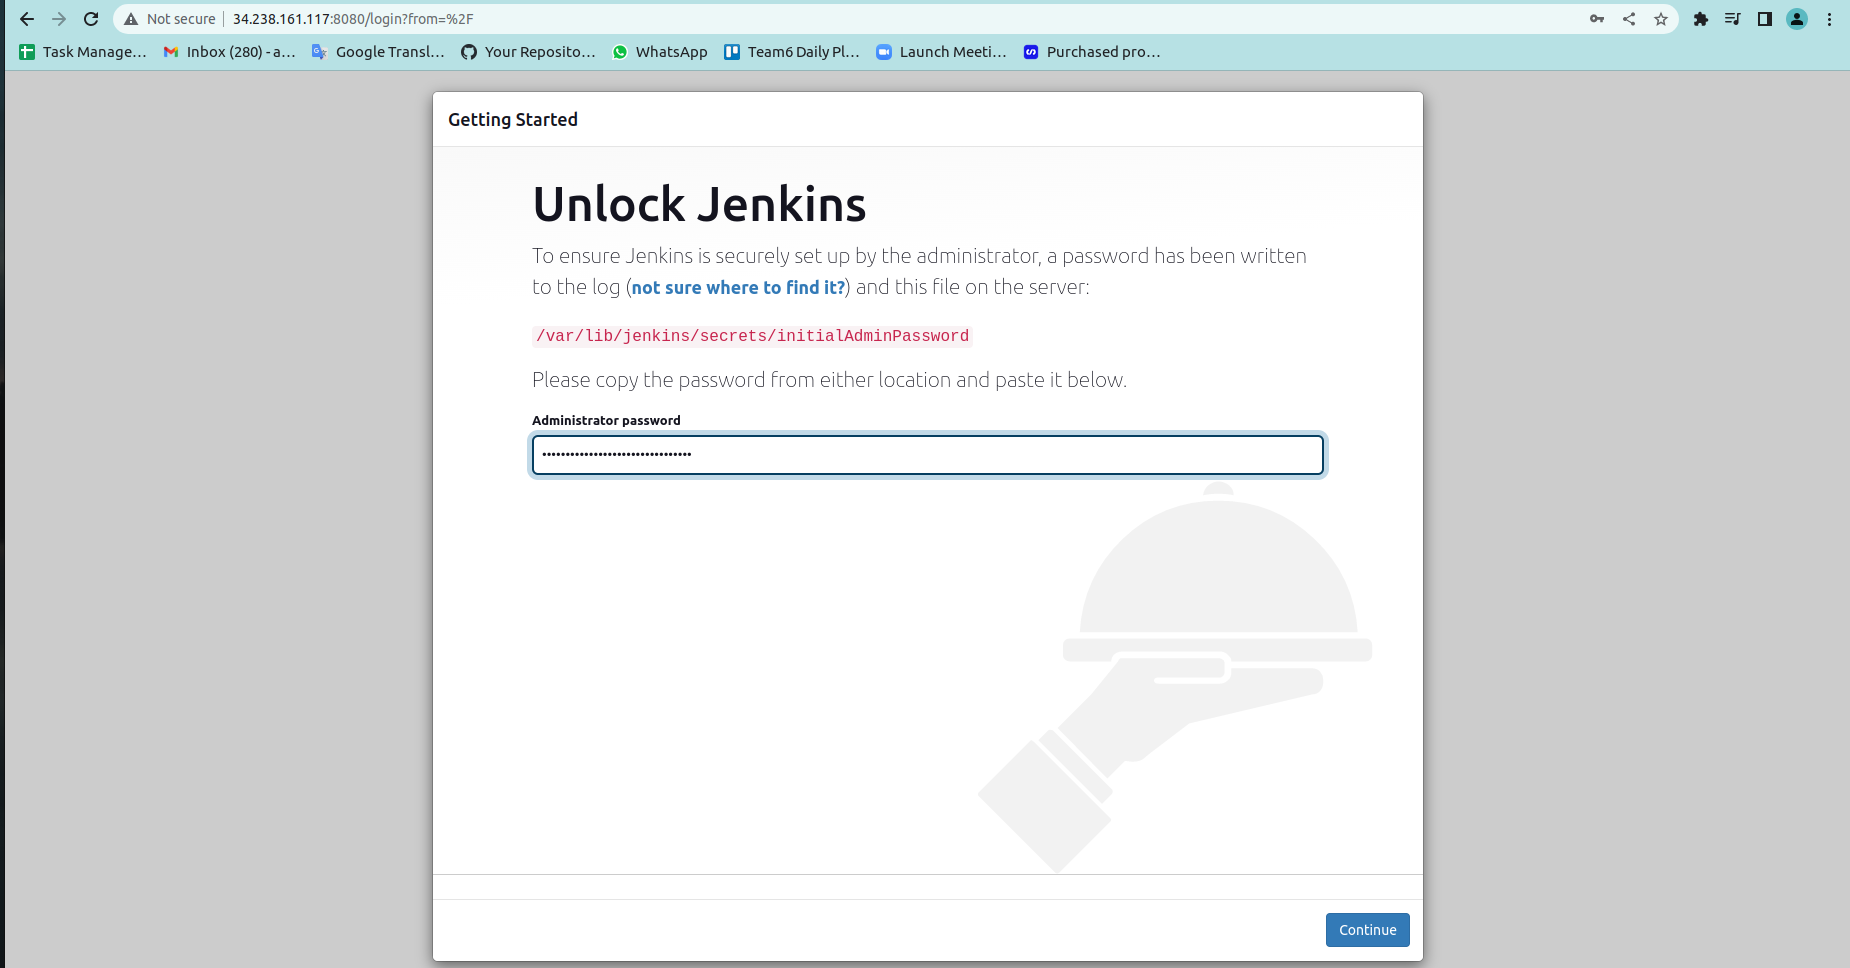 Not secure | 34.238.161.117:8080/login?from=%2F
Task Manage... Inbox (280) - a... Google Transl... Your Reposito... WhatsApp Team6 Daily Pl... Launch Meeti... Purchased pro...
Getting Started
Unlock Jenkins
To ensure Jenkins is securely set up by the administrator, a password has been written
to the log (not sure where to find it?) and this file on the server:
/var/lib/jenkins/secrets/initialAdminPassword
Please copy the password from either location and paste it below.
Administrator password
••••••••••••••••••••••••••••••••
Continue